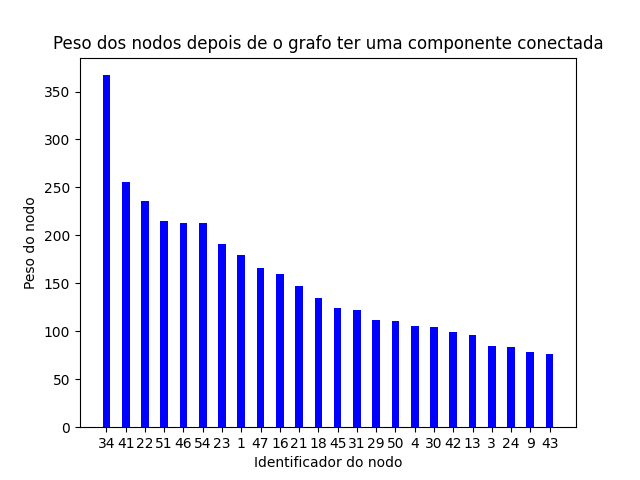 Peso dos nodos depois de o grafo ter uma componente conectada
Peso do nodo
350
300
250
200
150
100
50
0
34 41 22 51 46 54 23 1 47 16 21 18 45 31 29 50 4 30 42 13 3 24 9 43
Identificador do nodo